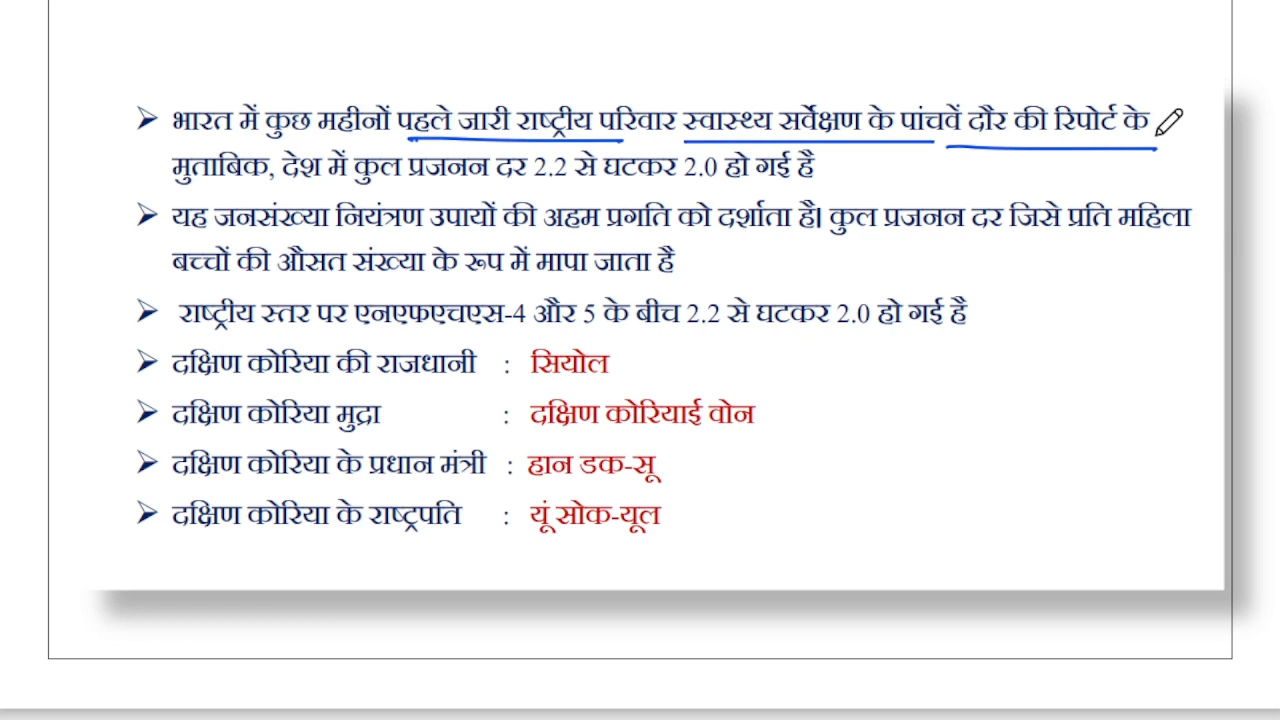 ➢ भारत में कुछ महीनों पहले जारी राष्ट्रीय परिवार स्वास्थ्य सर्वेक्षण के पांचवें दौर की रिपोर्ट के
मुताबिक, देश में कुल प्रजनन दर 2.2 से घटकर 2.0 हो गई है
➢ यह जनसंख्या नियंत्रण उपायों की अहम प्रगति को दर्शाता है। कुल प्रजनन दर जिसे प्रति महिला
बच्चों की औसत संख्या के रूप में मापा जाता है
➢ राष्ट्रीय स्तर पर एनएफएचएस-4 और 5 के बीच 2.2 से घटकर 2.0 हो गई है
➢ दक्षिण कोरिया की राजधानी : सियोल
➢ दक्षिण कोरिया मुद्रा : दक्षिण कोरियाई वोन
➢ दक्षिण कोरिया के प्रधान मंत्री : हान डक-सू
➢ दक्षिण कोरिया के राष्ट्रपति : यूं सोक-यूल